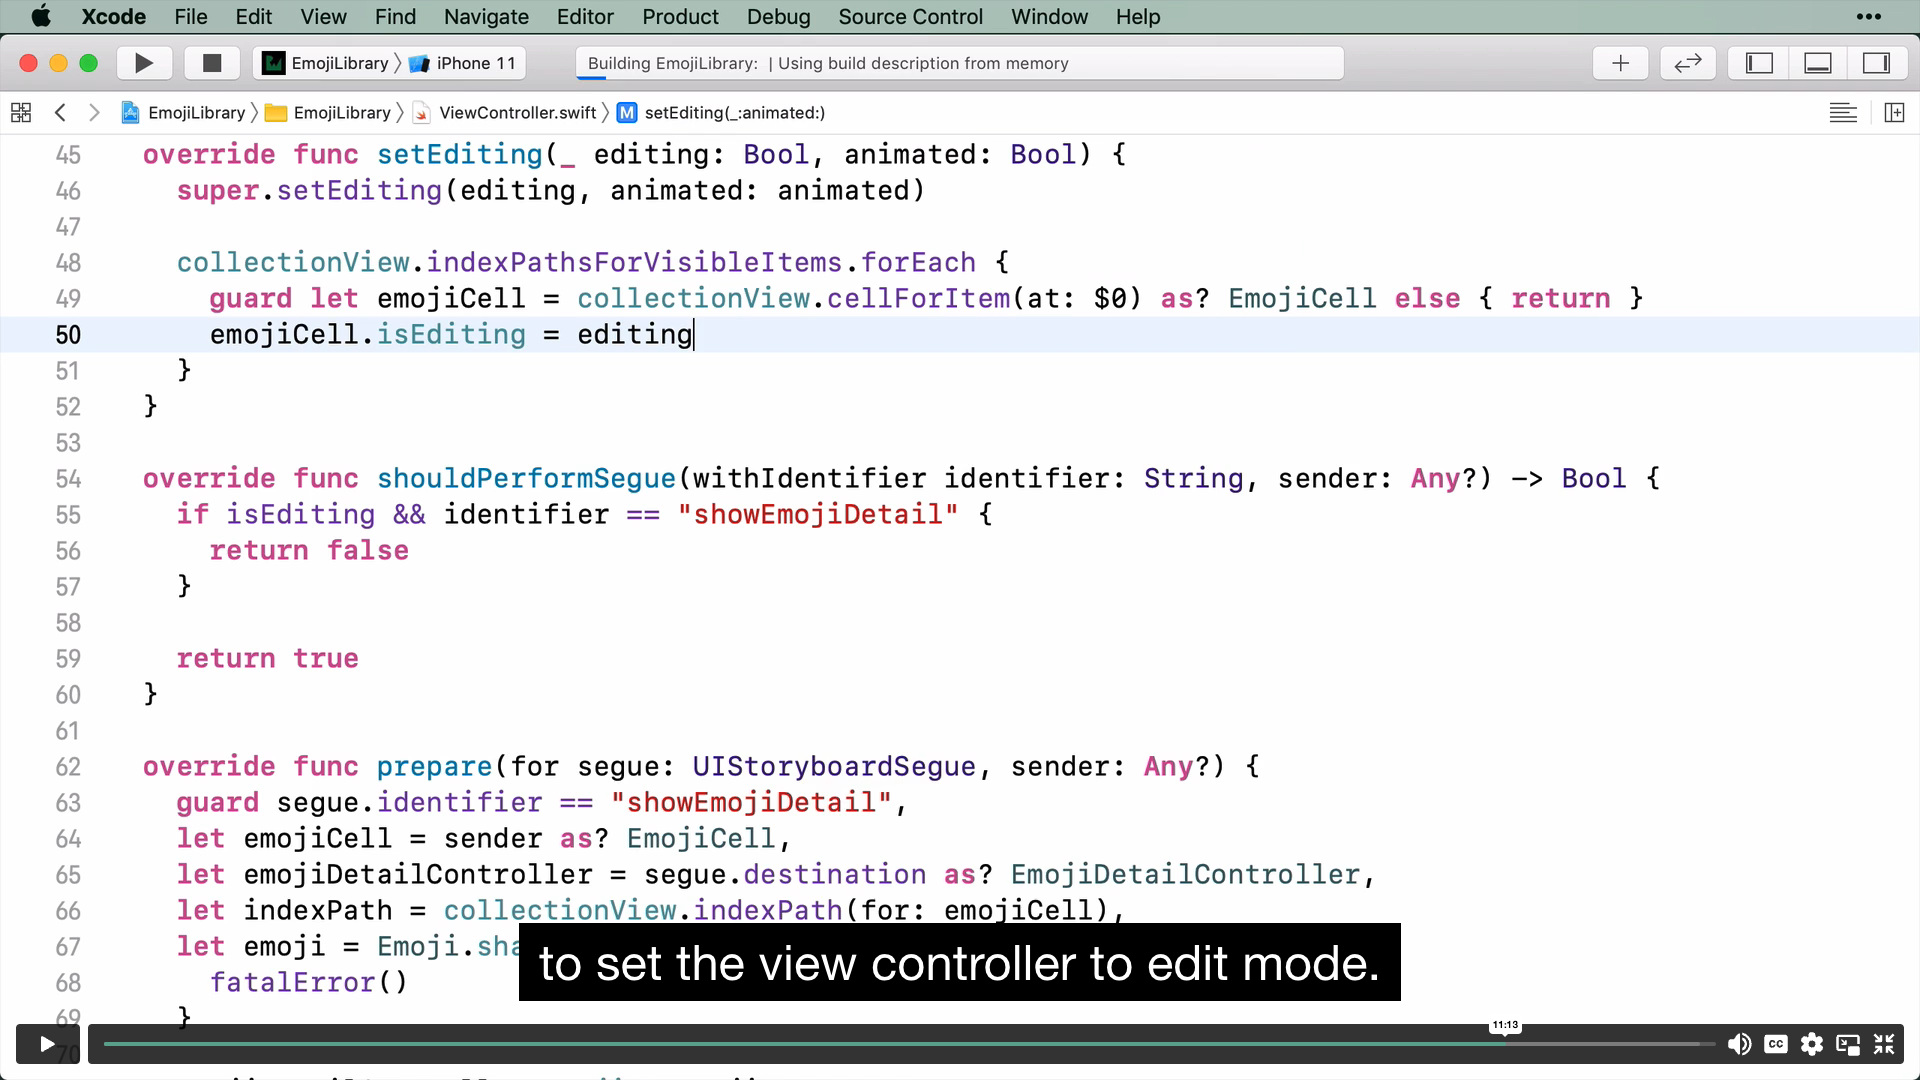 Xcode File Edit View Find Navigate Editor Product Debug Source Control Window Help •••
EmojiLibrary 〉 iPhone 11 Building EmojiLibrary: | Using build description from memory
EmojiLibrary 〉 EmojiLibrary 〉 ViewController.swift 〉 M setEditing(_:animated:)
45 override func setEditing(_ editing: Bool, animated: Bool) {
46 super.setEditing(editing, animated: animated)
47
48 collectionView.indexPathsForVisibleItems.forEach {
49 guard let emojiCell = collectionView.cellForItem(at: $0) as? EmojiCell else { return }
50 emojiCell.isEditing = editing
51 }
52 }
53
54 override func shouldPerformSegue(withIdentifier identifier: String, sender: Any?) -> Bool {
55 if isEditing && identifier == "showEmojiDetail" {
56 return false
57 }
58
59 return true
60 }
61
62 override func prepare(for segue: UIStoryboardSegue, sender: Any?) {
63 guard segue.identifier == "showEmojiDetail",
64 let emojiCell = sender as? EmojiCell,
65 let emojiDetailController = segue.destination as? EmojiDetailController,
66 let indexPath = collectionView.indexPath(for: emojiCell),
67 let emoji = Emoji.sha
to set the view controller to edit mode.
68 fatalError()
69 }
11:13
70
CC